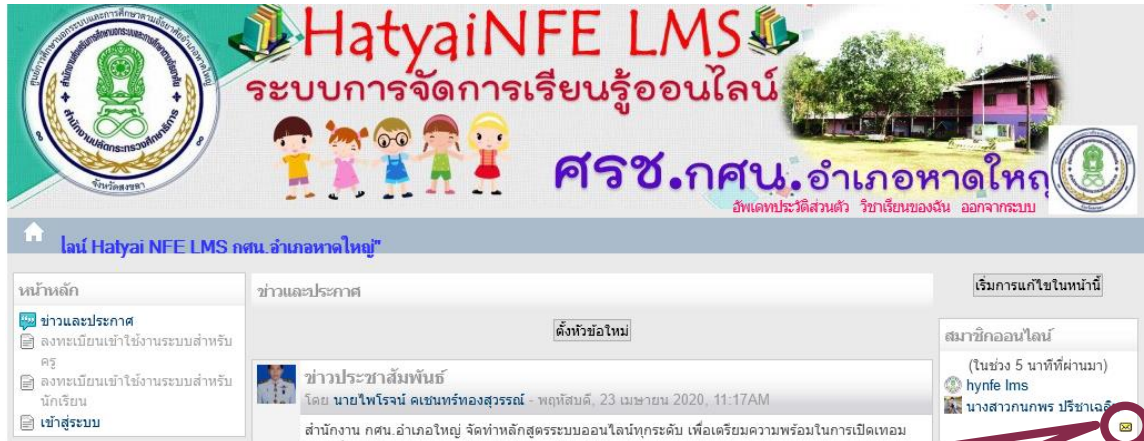 HatyaiNFE LMS
ระบบการจัดการเรียนรู้ออนไลน์
ศรช.กศน.อำเภอหาดใหญ่
จังหวัดสงขลา
อัพเดทประวัติส่วนตัว วิชาเรียนของฉัน ออกจากระบบ
ไลน์ Hatyai NFE LMS กศน.อำเภอหาดใหญ่"
หน้าหลัก
ข่าวและประกาศ
ลงทะเบียนเข้าใช้งานระบบสำหรับ
ครู
ลงทะเบียนเข้าใช้งานระบบสำหรับ
นักเรียน
เข้าสู่ระบบ
ข่าวและประกาศ
ตั้งหัวข้อใหม่
ข่าวประชาสัมพันธ์
โดย นายไพโรจน์ คเชนทร์ทองสุวรรณ์ - พฤหัสบดี, 23 เมษายน 2020, 11:17AM
สำนักงาน กศน.อำเภอใหญ่ จัดทำหลักสูตรระบบออนไลน์ทุกระดับ เพื่อเตรียมความพร้อมในการเปิดเทอม
เริ่มการแก้ไขในหน้านี้
สมาชิกออนไลน์
(ในช่วง 5 นาทีที่ผ่านมา)
hynfe lms
นางสาวกนกพร ปรีชาเฉลิ